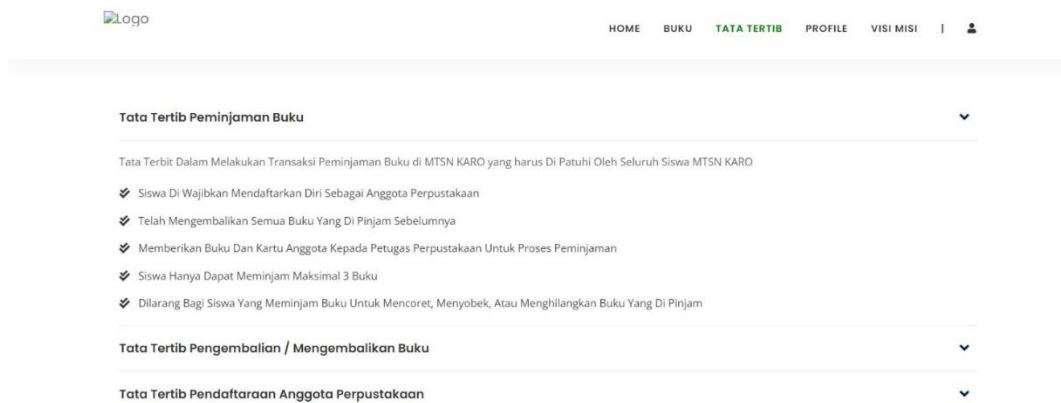 Logo
HOME BUKU TATA TERTIB PROFILE VISI MISI |
Tata Tertib Peminjaman Buku
Tata Terbit Dalam Melakukan Transaksi Peminjaman Buku di MTSN KARO yang harus Di Patuhi Oleh Seluruh Siswa MTSN KARO
Siswa Di Wajibkan Mendaftarkan Diri Sebagai Anggota Perpustakaan
Telah Mengembalikan Semua Buku Yang Di Pinjam Sebelumnya
Memberikan Buku Dan Kartu Anggota Kepada Petugas Perpustakaan Untuk Proses Peminjaman
Siswa Hanya Dapat Meminjam Maksimal 3 Buku
Dilarang Bagi Siswa Yang Meminjam Buku Untuk Mencoret, Menyobek, Atau Menghilangkan Buku Yang Di Pinjam
Tata Tertib Pengembalian / Mengembalikan Buku
Tata Tertib Pendaftaraan Anggota Perpustakaan